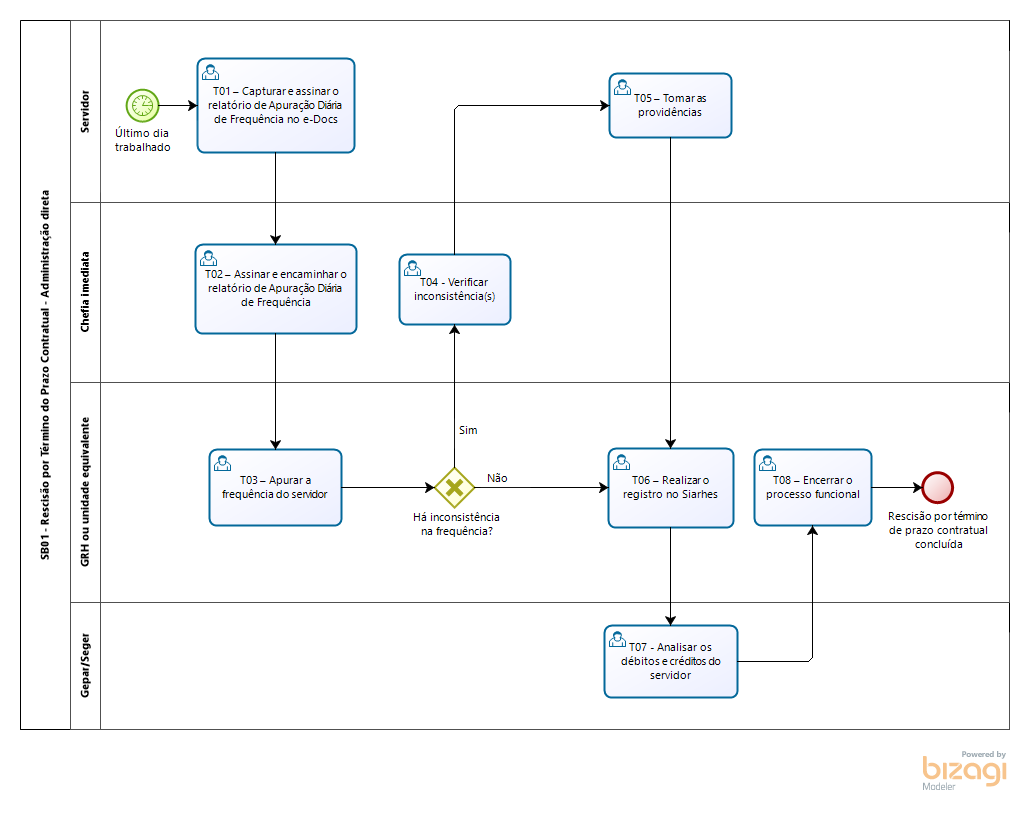 SB01 - Rescisão por Término do Prazo Contratual - Administração direta
Servidor
Último dia
trabalhado
T01 – Capturar e assinar o
relatório de Apuração Diária
de Frequência no e-Docs
T05 – Tomar as
providências
Chefia imediata
T02 – Assinar e encaminhar o
relatório de Apuração Diária
de Frequência
T04 - Verificar
inconsistência(s)
GRH ou unidade equivalente
T03 – Apurar a
frequência do servidor
Sim
Não
Há inconsistência
na frequência?
T06 – Realizar o
registro no Siarhes
T08 – Encerrar o
processo funcional
Rescisão por término
de prazo contratual
concluída
Gepar/Seger
T07 - Analisar os
débitos e créditos do
servidor
Powered by
bizagi
Modeler